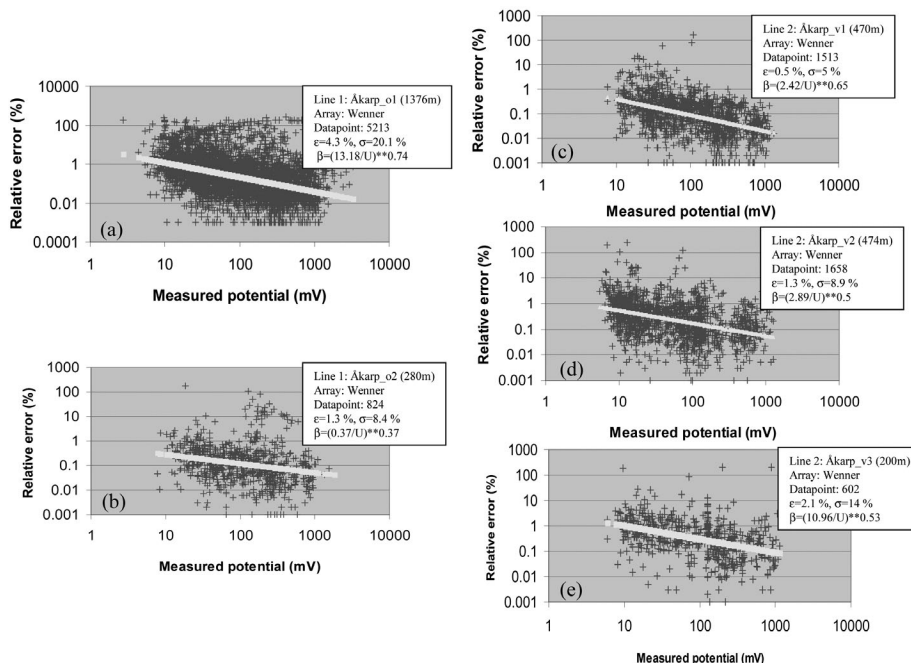 Relative error (%)
10000
100
1
0.01
0.0001
1 10 100 1000 10000
Measured potential (mV)
(a)
Line 1: Åkarp_o1 (1376m)
Array: Wenner
Datapoint: 5213
ε=4.3 %, σ=20.1 %
β=(13.18/U)**0.74
Relative error (%)
1000
100
10
1
0.1
0.01
0.001
1 10 100 1000 10000
Measured potential (mV)
(b)
Line 1: Åkarp_o2 (280m)
Array: Wenner
Datapoint: 824
ε=1.3 %, σ=8.4 %
β=(0.37/U)**0.37
Relative error (%)
1000
100
10
1
0.1
0.01
0.001
1 10 100 1000 10000
Measured potential (mV)
(c)
Line 2: Åkarp_v1 (470m)
Array: Wenner
Datapoint: 1513
ε=0.5 %, σ=5 %
β=(2.42/U)**0.65
Relative error (%)
1000
100
10
1
0.1
0.01
0.001
1 10 100 1000 10000
Measured potential (mV)
(d)
Line 2: Åkarp_v2 (474m)
Array: Wenner
Datapoint: 1658
ε=1.3 %, σ=8.9 %
β=(2.89/U)**0.5
Relative error (%)
1000
100
10
1
0.1
0.01
0.001
1 10 100 1000 10000
Measured potential (mV)
(e)
Line 2: Åkarp_v3 (200m)
Array: Wenner
Datapoint: 602
ε=2.1 %, σ=14 %
β=(10.96/U)**0.53